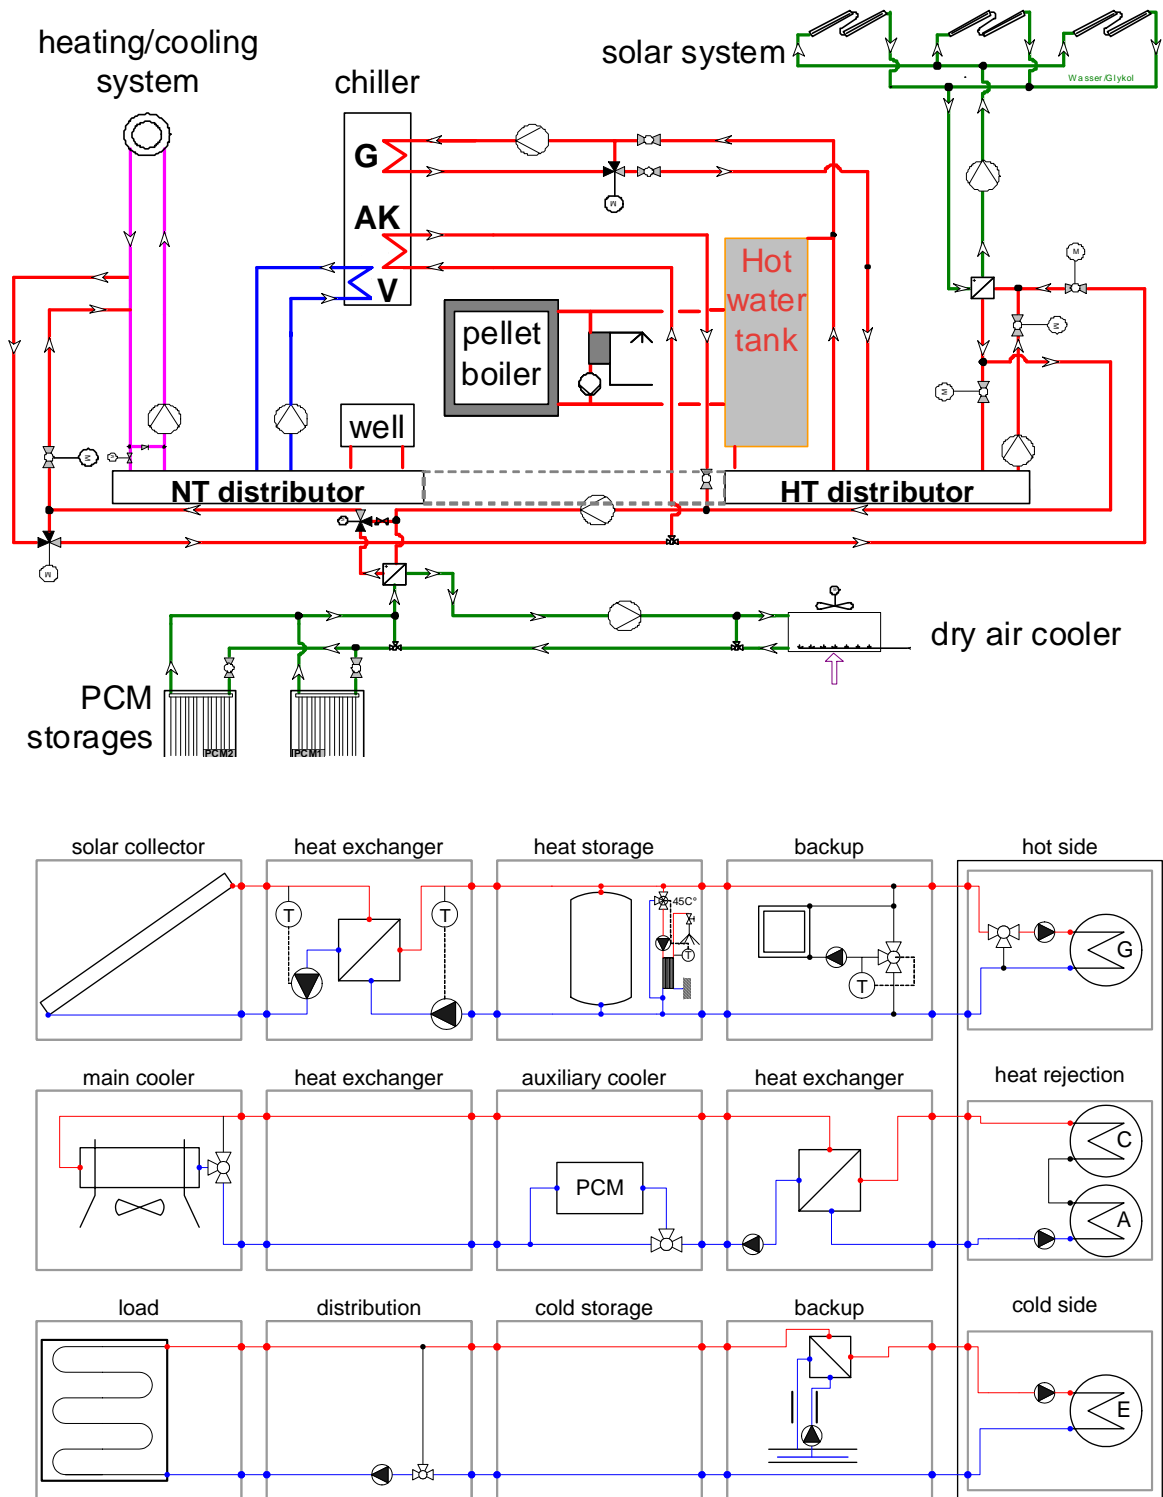 heating/cooling
system
chiller
solar system
Wasser/Glykol
G
M
AK
V
Hot
water
tank
M
M
pellet
boiler
M
well
M
NT distributor
HT distributor
M
dry air cooler
PCM
storages
PCM2
PCM1
solar collector
heat exchanger
heat storage
backup
hot side
T
T
45C°
T
T
G
main cooler
heat exchanger
auxiliary cooler
heat exchanger
heat rejection
C
PCM
A
load
distribution
cold storage
backup
cold side
E